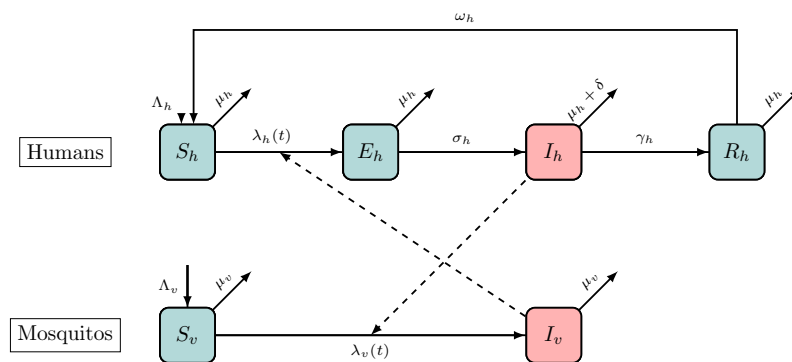 ω_h
Λ_h
μ_h
μ_h
μ_h + δ
μ_h
Humans
S_h
λ_h(t)
E_h
σ_h
I_h
γ_h
R_h
Λ_v
μ_v
μ_v
Mosquitos
S_v
λ_v(t)
I_v